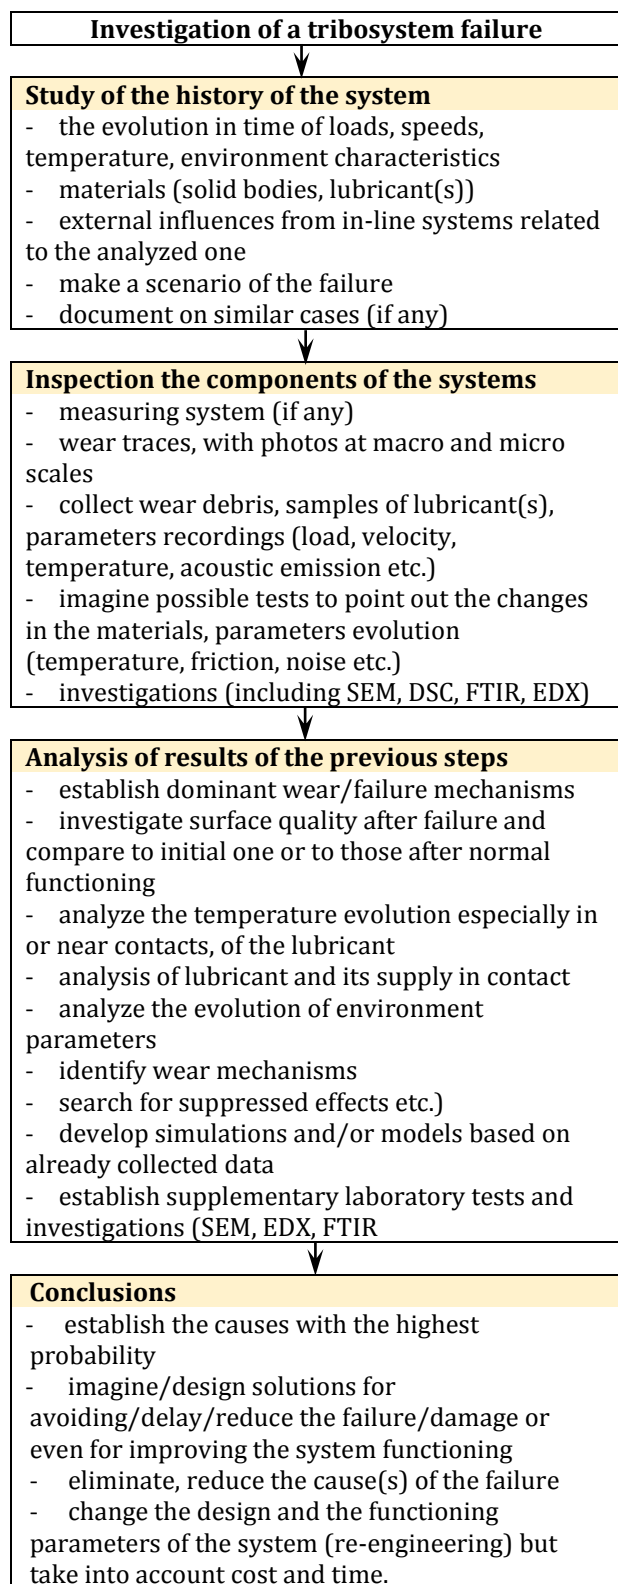 Investigation of a tribosystem failure
Study of the history of the system
- the evolution in time of loads, speeds,
temperature, environment characteristics
- materials (solid bodies, lubricant(s))
- external influences from in-line systems related
to the analyzed one
- make a scenario of the failure
- document on similar cases (if any)
Inspection the components of the systems
- measuring system (if any)
- wear traces, with photos at macro and micro
scales
- collect wear debris, samples of lubricant(s),
parameters recordings (load, velocity,
temperature, acoustic emission etc.)
- imagine possible tests to point out the changes
in the materials, parameters evolution
(temperature, friction, noise etc.)
- investigations (including SEM, DSC, FTIR, EDX)
Analysis of results of the previous steps
- establish dominant wear/failure mechanisms
- investigate surface quality after failure and
compare to initial one or to those after normal
functioning
- analyze the temperature evolution especially in
or near contacts, of the lubricant
- analysis of lubricant and its supply in contact
- analyze the evolution of environment
parameters
- identify wear mechanisms
- search for suppressed effects etc.)
- develop simulations and/or models based on
already collected data
- establish supplementary laboratory tests and
investigations (SEM, EDX, FTIR
Conclusions
- establish the causes with the highest
probability
- imagine/design solutions for
avoiding/delay/reduce the failure/damage or
even for improving the system functioning
- eliminate, reduce the cause(s) of the failure
- change the design and the functioning
parameters of the system (re-engineering) but
take into account cost and time.